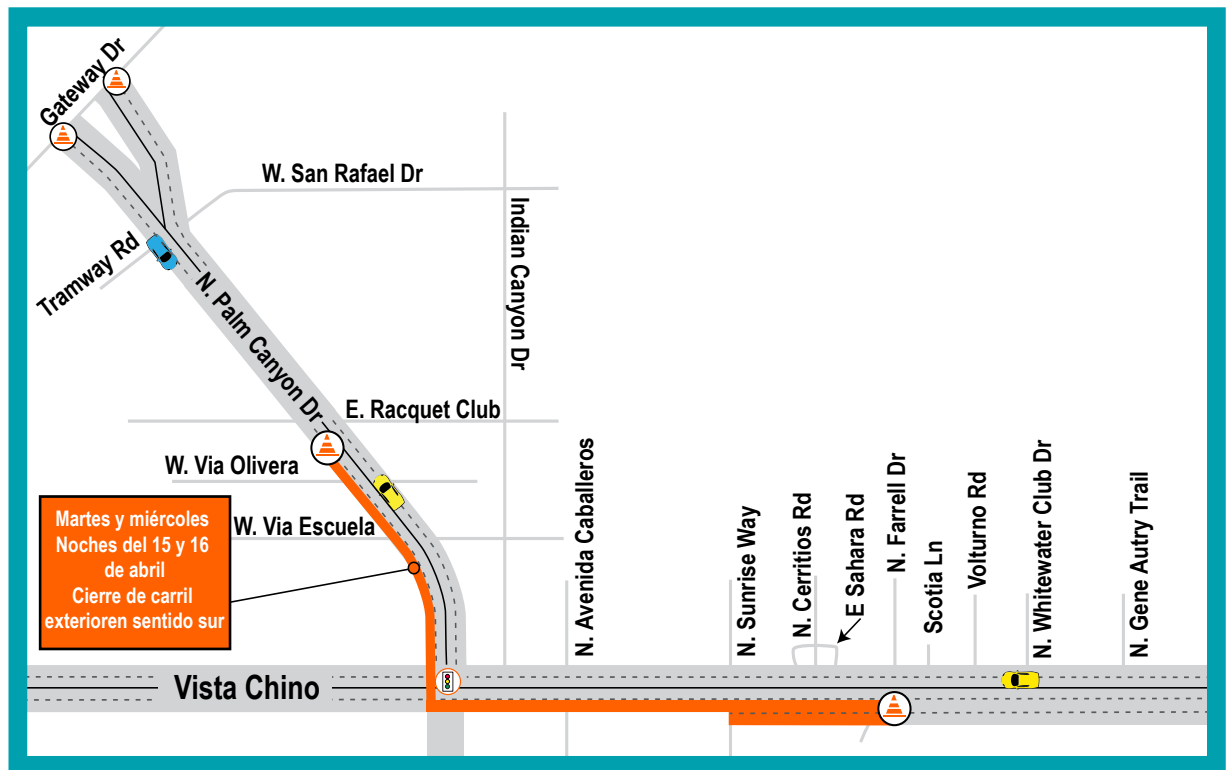 Gateway Dr
W. San Rafael Dr
Tramway Rd
Indian Canyon Dr
N. Palm Canyon Dr
E. Racquet Club
W. Via Olivera
W. Via Escuela
Martes y miércoles
Noches del 15 y 16
de abril
Cierre de carril
exterioren sentido sur
N. Avenida Caballeros
N. Sunrise Way
N. Cerritios Rd
E Sahara Rd
N. Farrell Dr
Scotia Ln
Volturno Rd
N. Whitewater Club Dr
N. Gene Autry Trail
Vista Chino